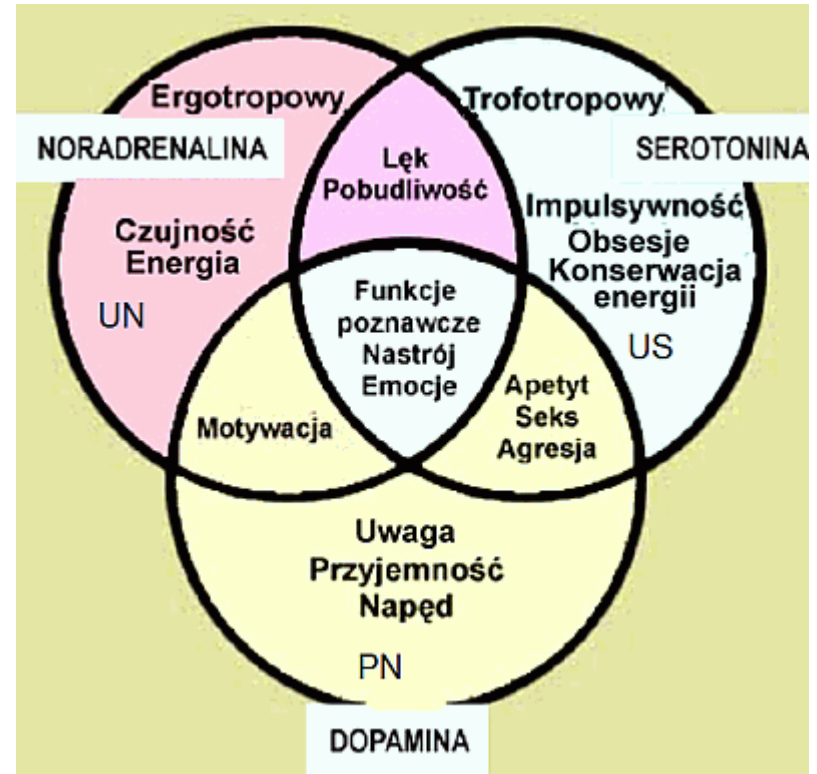 Ergotropowy
Trofotropowy
NORADRENALINA
SEROTONINA
Lęk
Pobudliwość
Czujność
Energia
UN
Impulsywność
Obsesje
Konserwacja
energii
US
Funkcje
poznawcze
Nastrój
Emocje
Motywacja
Apetyt
Seks
Agresja
Uwaga
Przyjemność
Napęd
PN
DOPAMINA